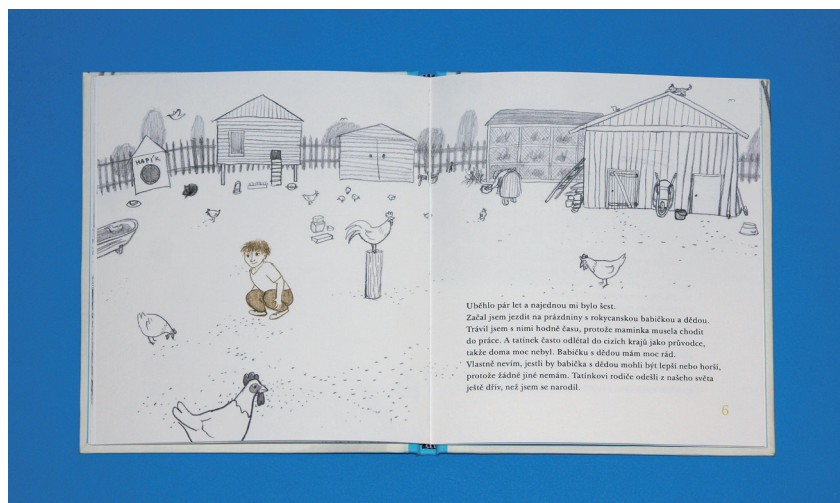 HAFÍK
Uběhlo pár let a najednou mi bylo šest.
Začal jsem jezdit na prázdniny s rokycanskou babičkou a dědou.
Trávil jsem s nimi hodně času, protože maminka musela chodit
do práce. A tatínek často odlétal do cizích krajů jako průvodce,
takže doma moc nebyl. Babičku s dědou mám moc rád.
Vlastně nevím, jestli by babička s dědou mohli být lepší nebo horší,
protože žádné jiné nemám. Tatínkovi rodiče odešli z našeho světa
ještě dřív, než jsem se narodil.
6